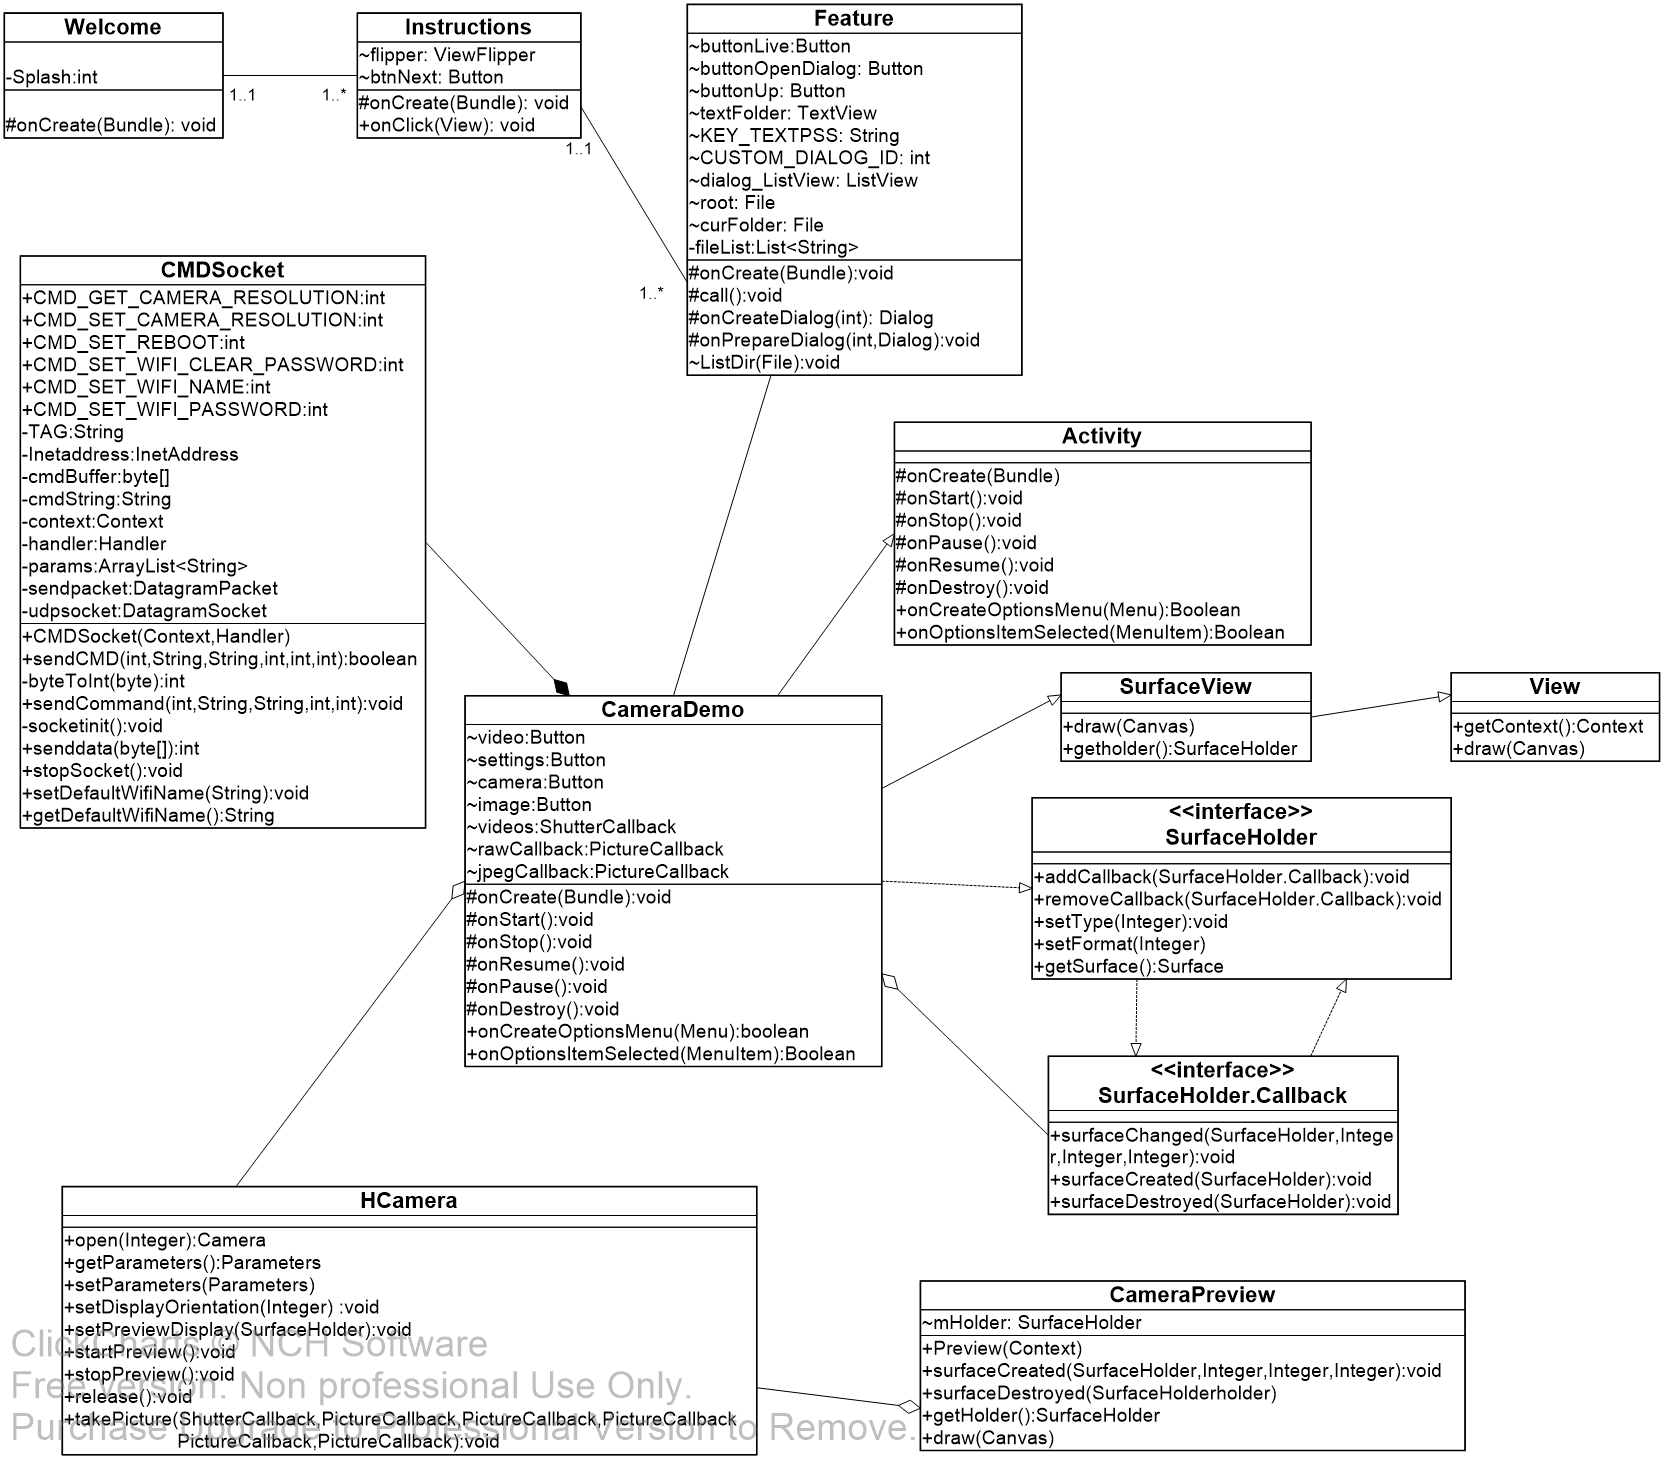 Welcome
-Splash:int
#onCreate(Bundle): void
1..1
1..*
Instructions
~flipper: ViewFlipper
~btnNext: Button
#onCreate(Bundle): void
+onClick(View): void
1..1
1..*
Feature
~buttonLive:Button
~buttonOpenDialog: Button
~buttonUp: Button
~textFolder: TextView
~KEY_TEXTPSS: String
~CUSTOM_DIALOG_ID: int
~dialog_ListView: ListView
~root: File
~curFolder: File
-fileList:List<String>
#onCreate(Bundle):void
#call():void
#onCreateDialog(int): Dialog
#onPrepareDialog(int,Dialog):void
~ListDir(File):void
CMDSocket
+CMD_GET_CAMERA_RESOLUTION:int
+CMD_SET_CAMERA_RESOLUTION:int
+CMD_SET_REBOOT:int
+CMD_SET_WIFI_CLEAR_PASSWORD:int
+CMD_SET_WIFI_NAME:int
+CMD_SET_WIFI_PASSWORD:int
-TAG:String
-Inetaddress:InetAddress
-cmdBuffer:byte[]
-cmdString:String
-context:Context
-handler:Handler
-params:ArrayList<String>
-sendpacket:DatagramPacket
-udpsocket:DatagramSocket
+CMDSocket(Context,Handler)
+sendCMD(int,String,String,int,int,int):boolean
-byteToInt(byte):int
+sendCommand(int,String,String,int,int):void
-socketinit():void
+senddata(byte[]):int
+stopSocket():void
+setDefaultWifiName(String):void
+getDefaultWifiName():String
Activity
#onCreate(Bundle)
#onStart():void
#onStop():void
#onPause():void
#onResume():void
#onDestroy():void
+onCreateOptionsMenu(Menu):Boolean
+onOptionsItemSelected(MenuItem):Boolean
CameraDemo
~video:Button
~settings:Button
~camera:Button
~image:Button
~videos:ShutterCallback
~rawCallback:PictureCallback
~jpegCallback:PictureCallback
#onCreate(Bundle):void
#onStart():void
#onStop():void
#onResume():void
#onPause():void
#onDestroy():void
+onCreateOptionsMenu(Menu):boolean
+onOptionsItemSelected(MenuItem):Boolean
SurfaceView
+draw(Canvas)
+getholder():SurfaceHolder
View
+getContext():Context
+draw(Canvas)
<<interface>>
SurfaceHolder
+addCallback(SurfaceHolder.Callback):void
+removeCallback(SurfaceHolder.Callback):void
+setType(Integer):void
+setFormat(Integer)
+getSurface():Surface
<<interface>>
SurfaceHolder.Callback
+surfaceChanged(SurfaceHolder,Intege
r,Integer,Integer):void
+surfaceCreated(SurfaceHolder):void
+surfaceDestroyed(SurfaceHolder):void
HCamera
+open(Integer):Camera
+getParameters():Parameters
+setParameters(Parameters)
+setDisplayOrientation(Integer) :void
+setPreviewDisplay(SurfaceHolder):void
+startPreview():void
+stopPreview():void
+release():void
+takePicture(ShutterCallback,PictureCallback,PictureCallback,PictureCallback
PictureCallback,PictureCallback):void
CameraPreview
~mHolder: SurfaceHolder
+Preview(Context)
+surfaceCreated(SurfaceHolder,Integer,Integer,Integer):void
+surfaceDestroyed(SurfaceHolderholder)
+getHolder():SurfaceHolder
+draw(Canvas)
ClickCharts © NCH Software
Free version. Non professional Use Only.
Purchase Upgrade to Professional Version to Remove.